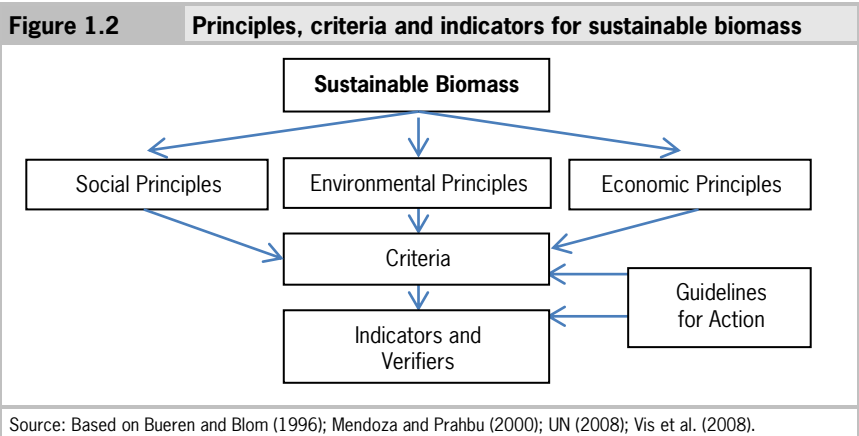 Figure 1.2 Principles, criteria and indicators for sustainable biomass
Sustainable Biomass
Social Principles
Environmental Principles
Economic Principles
Criteria
Guidelines
for Action
Indicators and
Verifiers
Source: Based on Bueren and Blom (1996); Mendoza and Prahbu (2000); UN (2008); Vis et al. (2008).